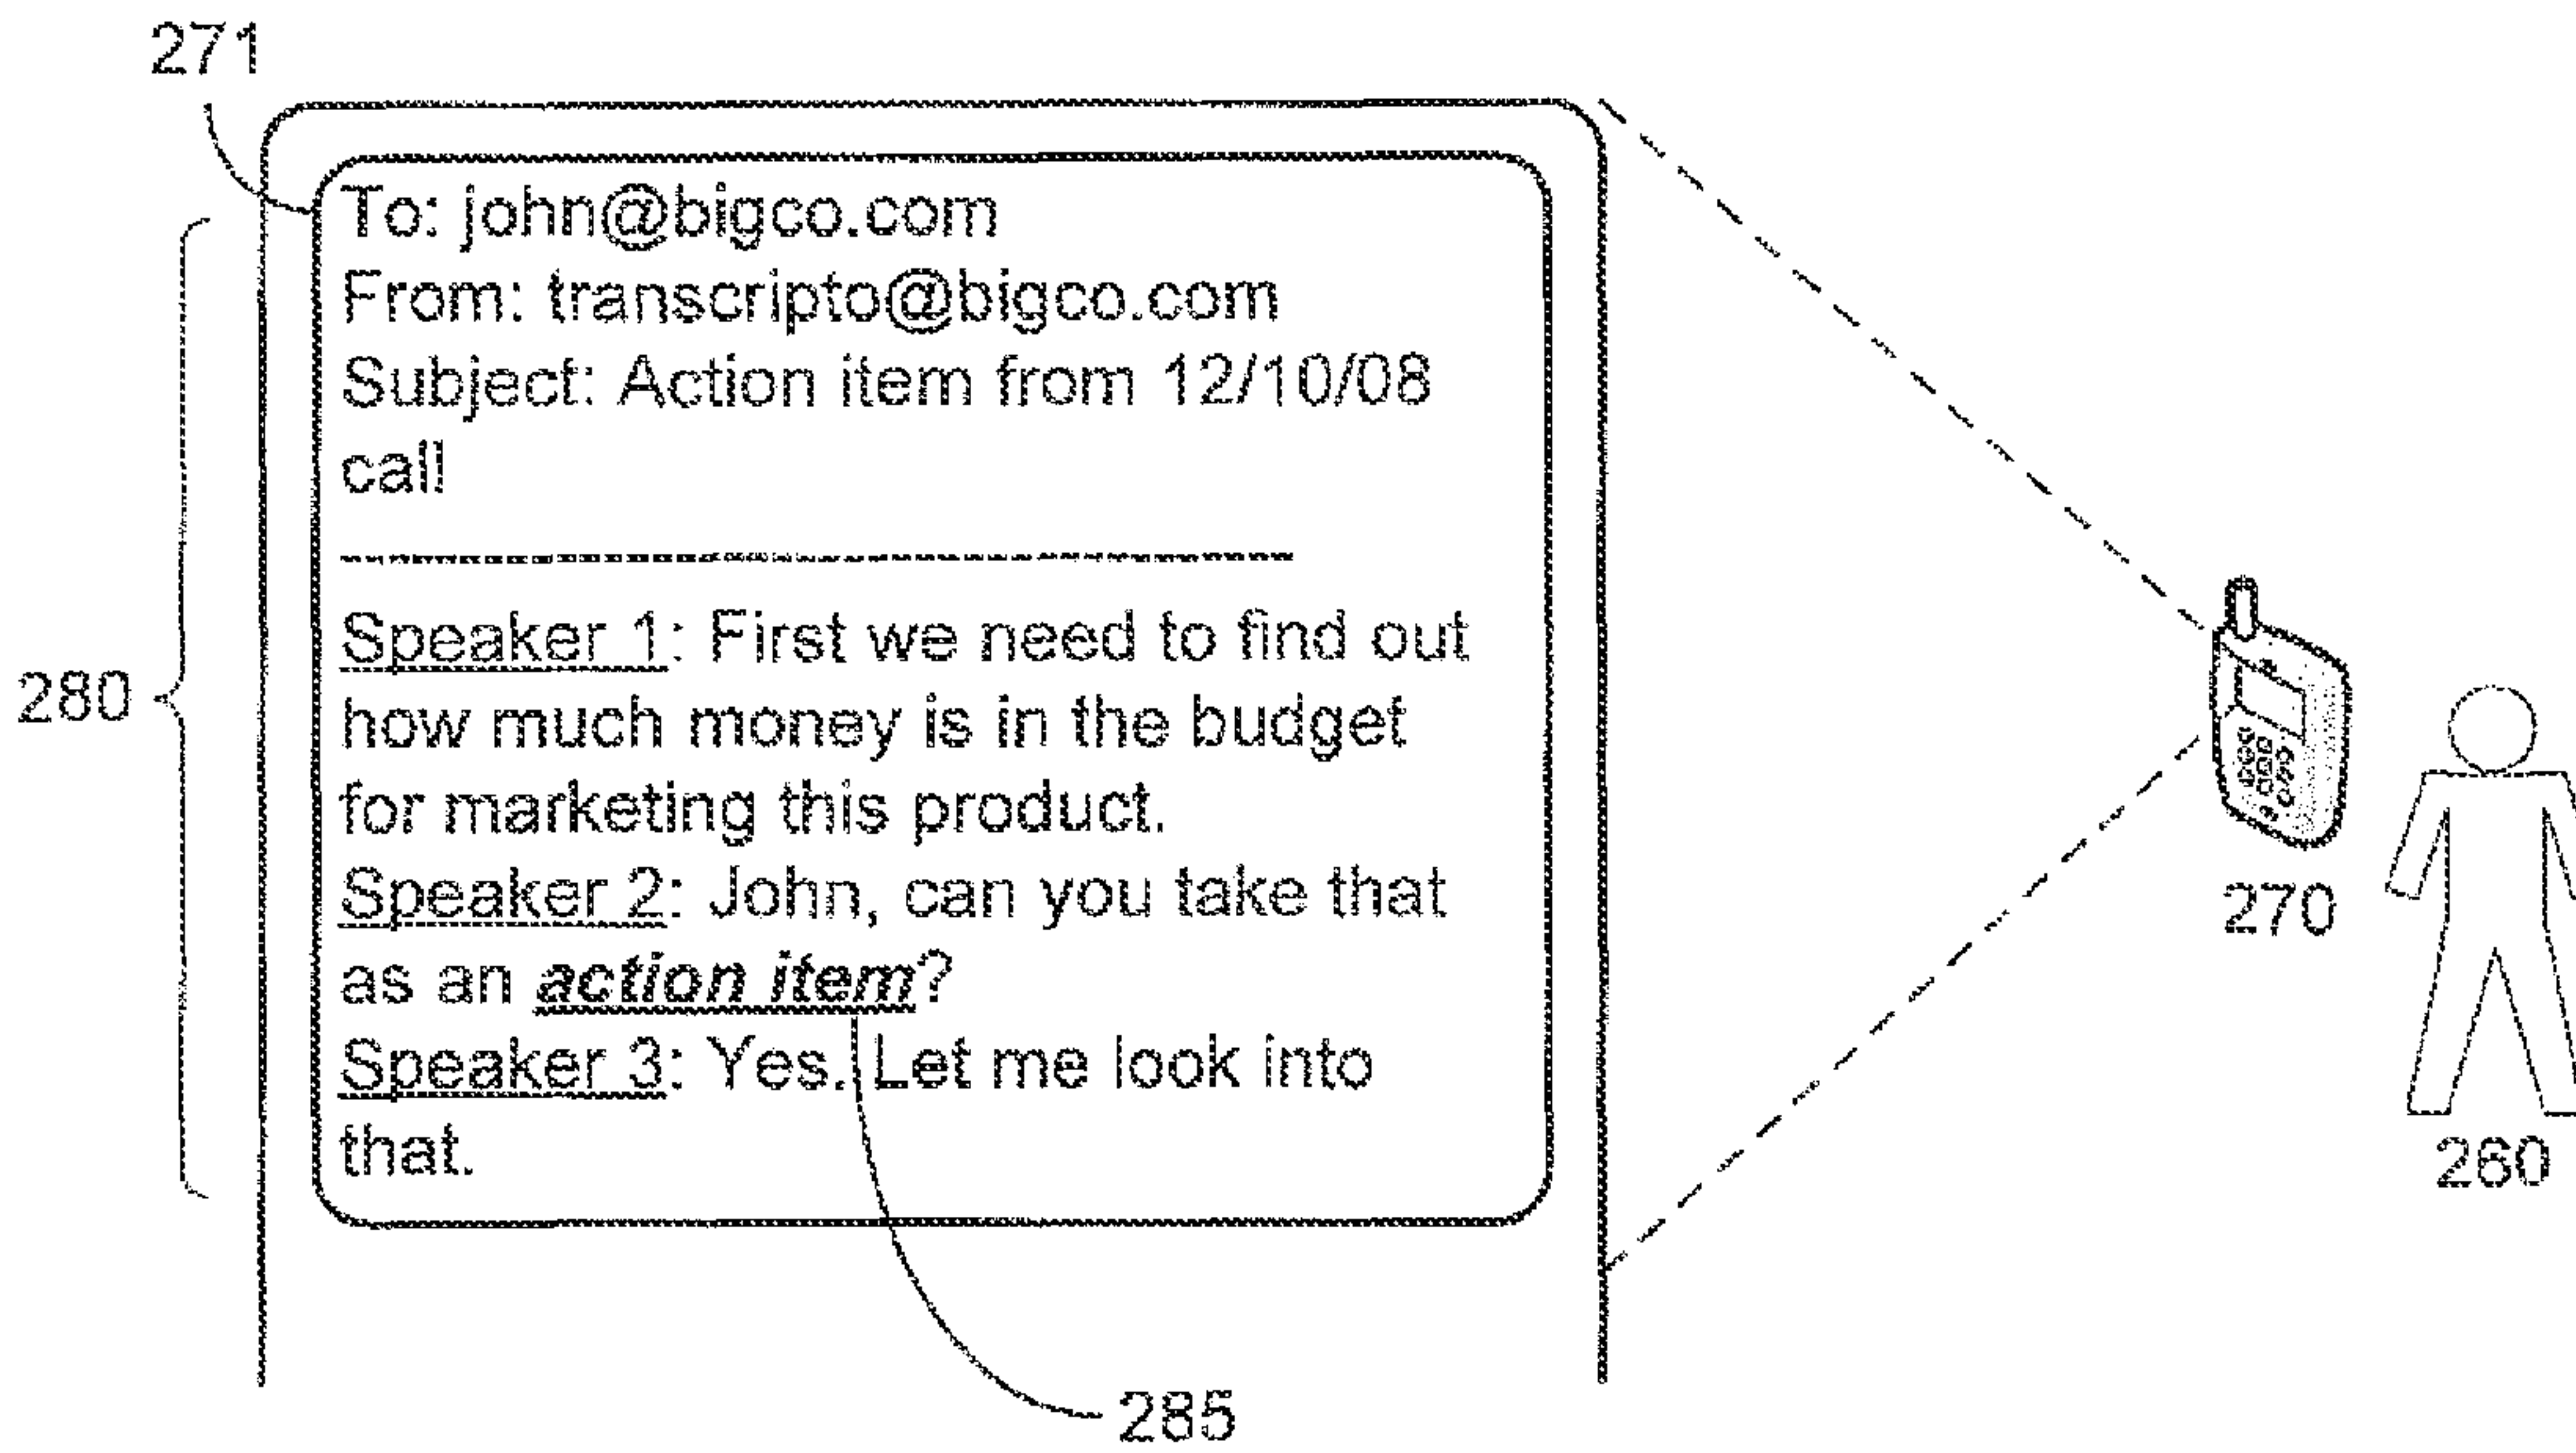 271
To: john@bigco.com
From: transcripto@bigco.com
Subject: Action item from 12/10/08
call
Speaker 1: First we need to find out
how much money is in the budget
for marketing this product.
Speaker 2: John, can you take that
as an action item?
Speaker 3: Yes. Let me look into
that.
280
270
260
285